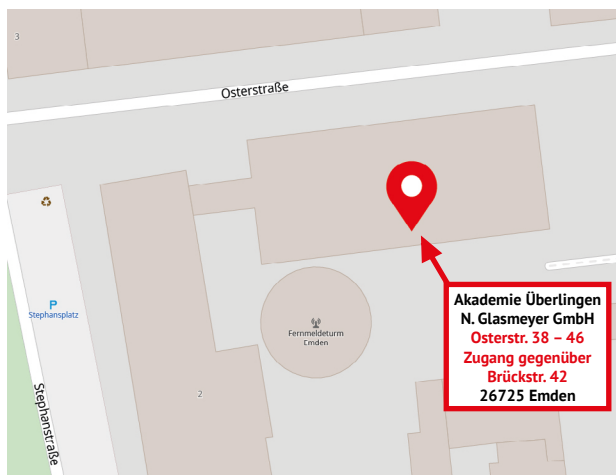 3
Osterstraße
P
Stephansplatz
Fernmeldeturm
Emden
Akademie Überlingen
N. Glasmeyer GmbH
Osterstr. 38 – 46
Zugang gegenüber
Brückstr. 42
26725 Emden
Stephanstraße
2